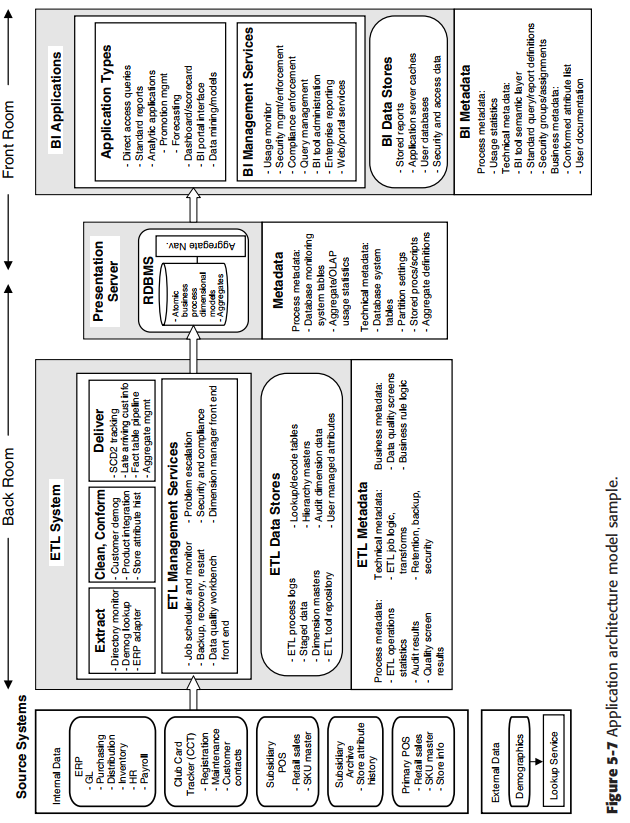 Back Room
Front Room
Source Systems
Internal Data
ERP
- GL
- Purchasing
- Distribution
- Inventory
- HR
- Payroll
Club Card
Tracker (CCT)
- Registration
- Maintenance
- Customer
contacts
Subsidiary
POS
- Retail sales
- SKU master
Subsidiary
Archive
- Store attribute
history
Primary POS
- Retail sales
- SKU master
- Store info
External Data
Demographics
Lookup Service
ETL System
Extract
- Directory monitor
- Demog lookup
- ERP adapter
Clean, Conform
- Customer demog
- Product integration
- Store attribute hist
Deliver
- SCD2 tracking
- Late arriving cust info
- Fact table pipeline
- Aggregate mgmt
ETL Management Services
- Job scheduler and monitor
- Backup, recovery, restart
- Data quality workbench
front end
- Problem escalation
- Security and compliance
- Dimension manager front end
ETL Data Stores
- ETL process logs
- Staged data
- Dimension masters
- ETL tool repository
- Lookup/decode tables
- Hierarchy masters
- Audit dimension data
- User managed attributes
ETL Metadata
Process metadata:
- ETL operations
statistics
- Audit results
- Quality screen
results
Technical metadata:
- ETL job logic,
transforms
- Retention, backup,
security
Business metadata:
- Data quality screens
- Business rule logic
Presentation
Server
RDBMS
- Atomic
business
process
dimensional
models
- Aggregates
Aggregate Nav.
Metadata
Process metadata:
- Database monitoring
system tables
- Aggregate/OLAP
usage statistics
Technical metadata:
- Database system
tables
- Partition settings
- Stored procs/scripts
- Aggregate definitions
BI Applications
Application Types
- Direct access queries
- Standard reports
- Analytic applications
- Promotion mgmt
- Forecasting
- Dashboard/scorecard
- BI portal interface
- Data mining/models
BI Management Services
- Usage monitor
- Security mgmt/enforcement
- Compliance enforcement
- Query management
- BI tool administration
- Enterprise reporting
- Web/portal services
BI Data Stores
- Stored reports
- Application server caches
- User databases
- Security and access data
BI Metadata
Process metadata:
- Usage statistics
Technical metadata:
- BI tool semantic layer
- Standard query/report definitions
- Security groups/assignments
Business metadata:
- Conformed attribute list
- User documentation
Figure 5-7 Application architecture model sample.